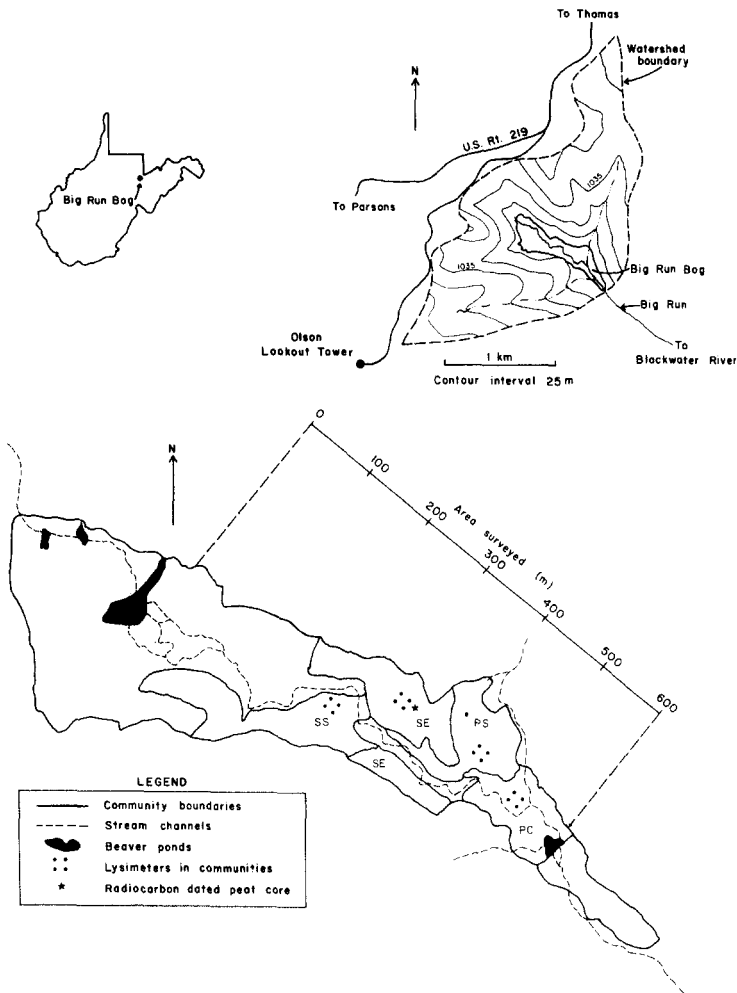 To Thomas
Watershed
boundary
N
U.S. Rt. 219
1035
Big Run Bog
To Parsons
1035
Big Run Bog
Big Run
Olson
Lookout Tower
1 km
To
Blackwater River
Contour interval 25 m
N
0
100
200
300
400
500
600
Area surveyed (m)
SS
SE
PS
SE
PC
LEGEND
Community boundaries
Stream channels
Beaver ponds
Lysimeters in communities
Radiocarbon dated peat core